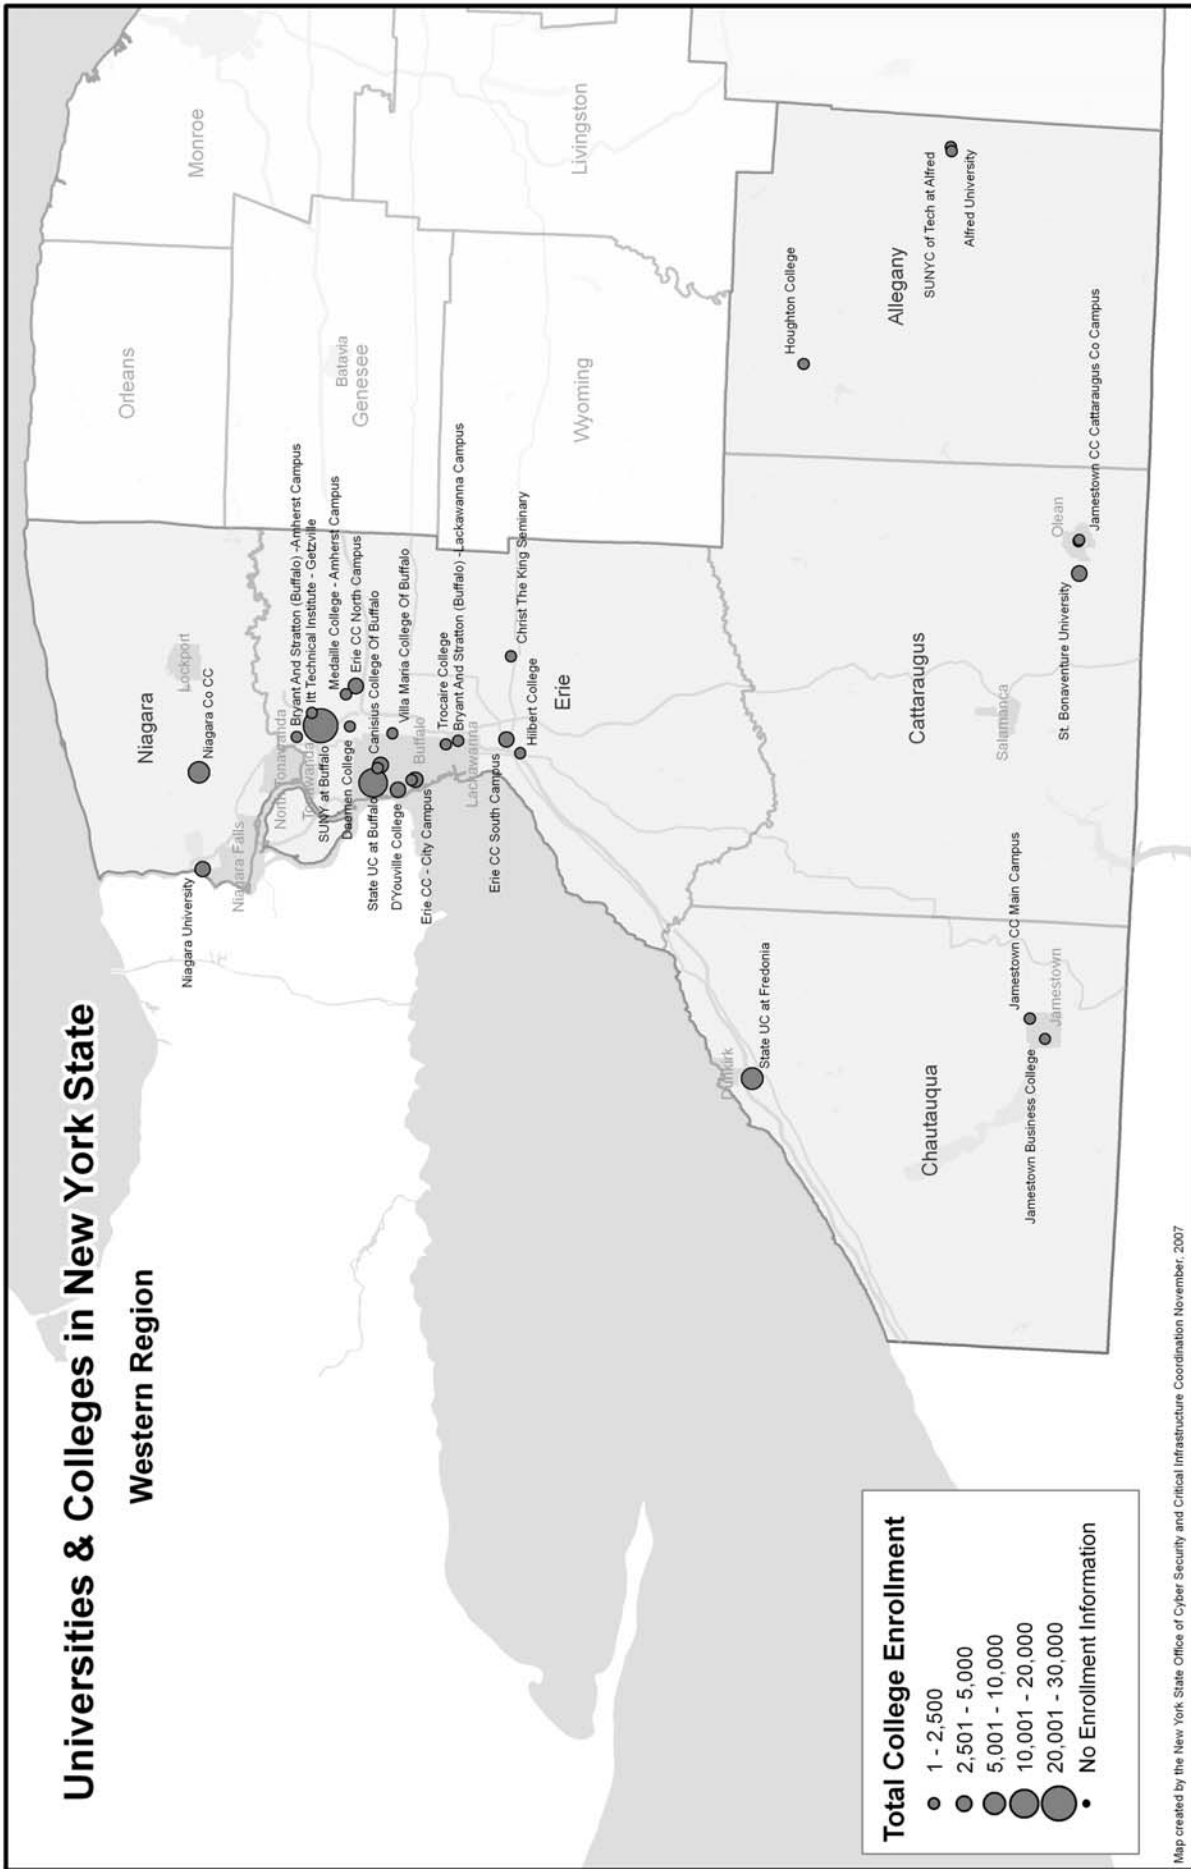 Universities & Colleges in New York State
Western Region
Monroe
Orleans
Niagara
Lockport
Niagara Co CC
Niagara University
Niagara Falls
North Tonawanda
Tonawanda
Batavia
Genesee
Livingston
Wyoming
Bryant And Stratton (Buffalo) -Amherst Campus
Itt Technical Institute - Getzville
Medaille College - Amherst Campus
Erie CC North Campus
Canisius College Of Buffalo
Villa Maria College Of Buffalo
SUNY at Buffalo
Daemen College
State UC at Buffalo
D'Youville College
Erie CC - City Campus
Buffalo
Trocaire College
Bryant And Stratton (Buffalo) -Lackawanna Campus
Lackawanna
Erie CC South Campus
Christ The King Seminary
Hilbert College
Erie
Houghton College
Allegany
SUNYC of Tech at Alfred
Alfred University
Cattaraugus
Salamanca
Olean
Jamestown CC Cattaraugus Co Campus
St. Bonaventure University
Dunkirk
State UC at Fredonia
Chautauqua
Jamestown CC Main Campus
Jamestown
Jamestown Business College
Total College Enrollment
1 - 2,500
2,501 - 5,000
5,001 - 10,000
10,001 - 20,000
20,001 - 30,000
No Enrollment Information
Map created by the New York State Office of Cyber Security and Critical Infrastructure Coordination November, 2007